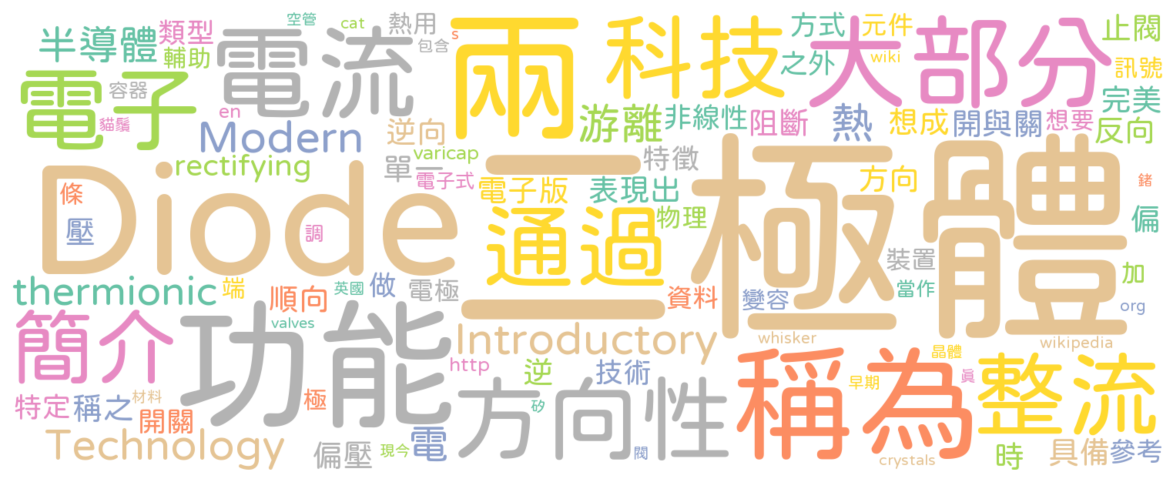 空管 cat 熱用 s 方式 元件 止閥
半導體 類型 電流 兩 科技 大部分
輔助 包含 之外 wiki 訊號
電子 容器 完美
貓鬚 en Modern 逆向 游離 非線性 阻斷 熱 想成 開與關 想要 反向
rectifying varicap 單一 特徵
電子式 電子版 表現出 方向 鍺
條 Diode 二極體
壓 調 通過 物理 偏
裝置
thermionic 端 順向 英國 做 電極 資料 變容 當作 加
簡介 功能 valves Introductory whisker org
wikipedia
http 逆 技術 稱為 晶體 整流
特定 稱之 材料 開關 極 矽 方向性 早期 眞
Technology 偏壓 現今 電 閥 crystals 時 具備 參考